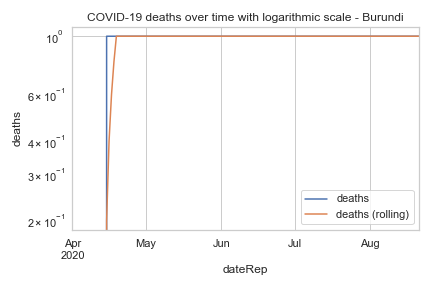 COVID-19 deaths over time with logarithmic scale - Burundi
10⁰
6 × 10⁻¹
4 × 10⁻¹
3 × 10⁻¹
2 × 10⁻¹
deaths
deaths
deaths (rolling)
Apr May Jun Jul Aug
2020
dateRep